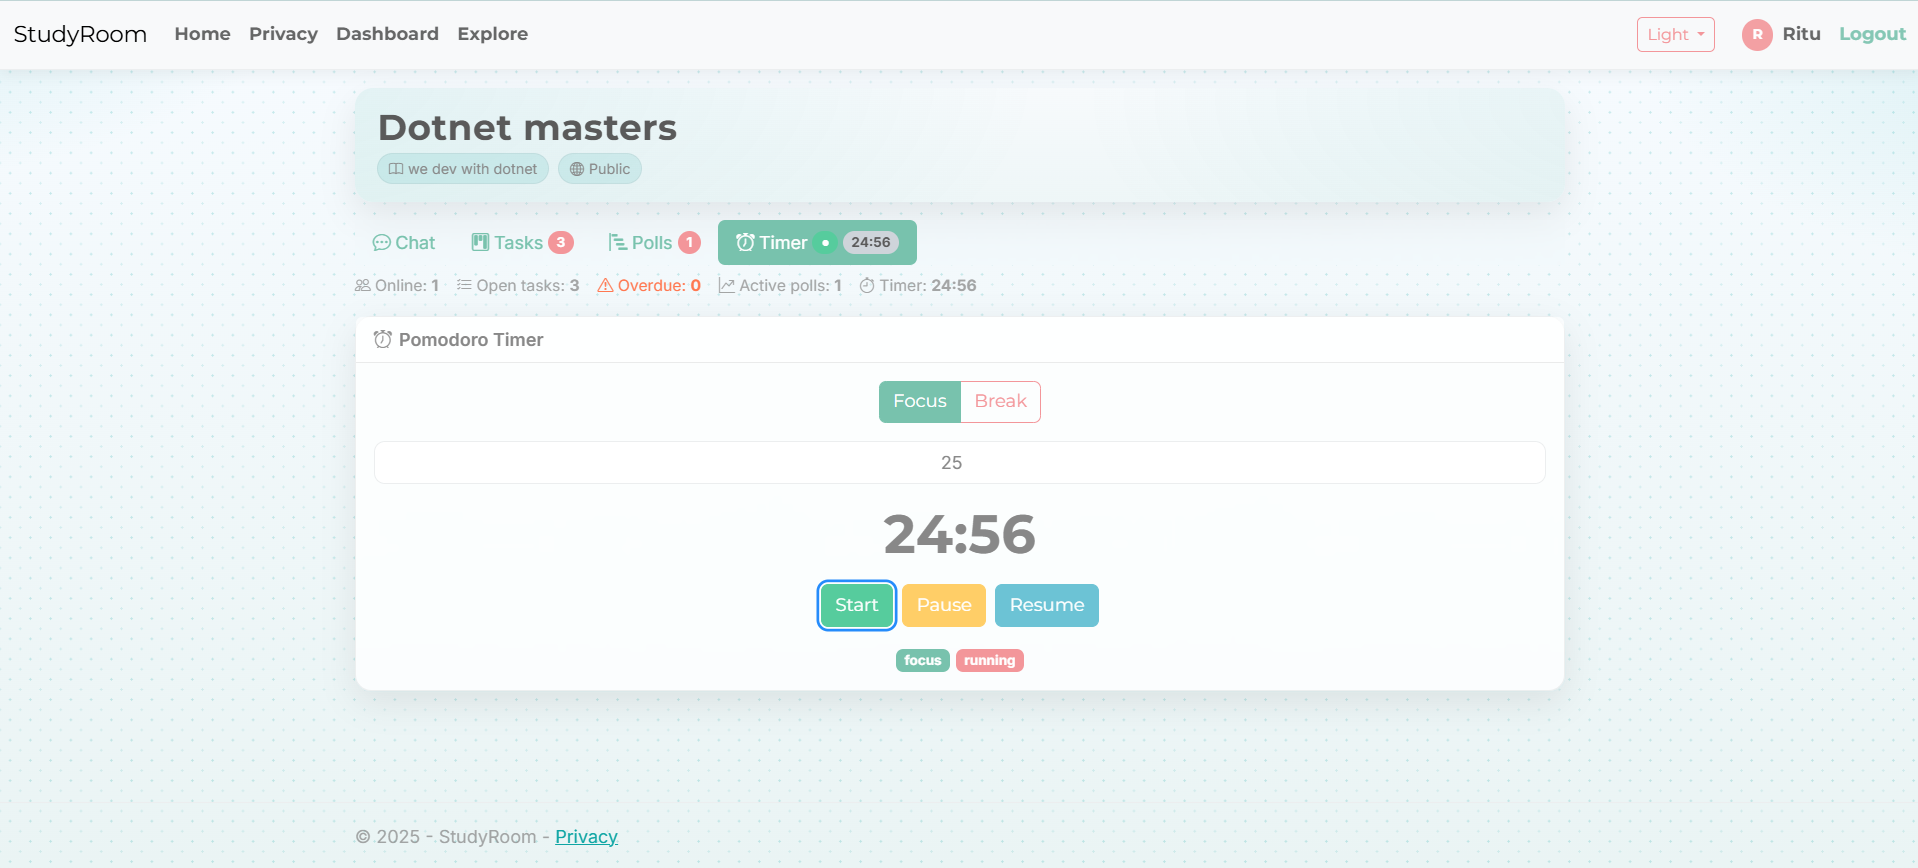 StudyRoom Home Privacy Dashboard Explore Light R Ritu Logout
Dotnet masters
we dev with dotnet Public
Chat Tasks 3 Polls 1 Timer 24:56
Online: 1 Open tasks: 3 Overdue: 0 Active polls: 1 Timer: 24:56
Pomodoro Timer
Focus Break
25
24:56
Start Pause Resume
focus running
© 2025 - StudyRoom - Privacy